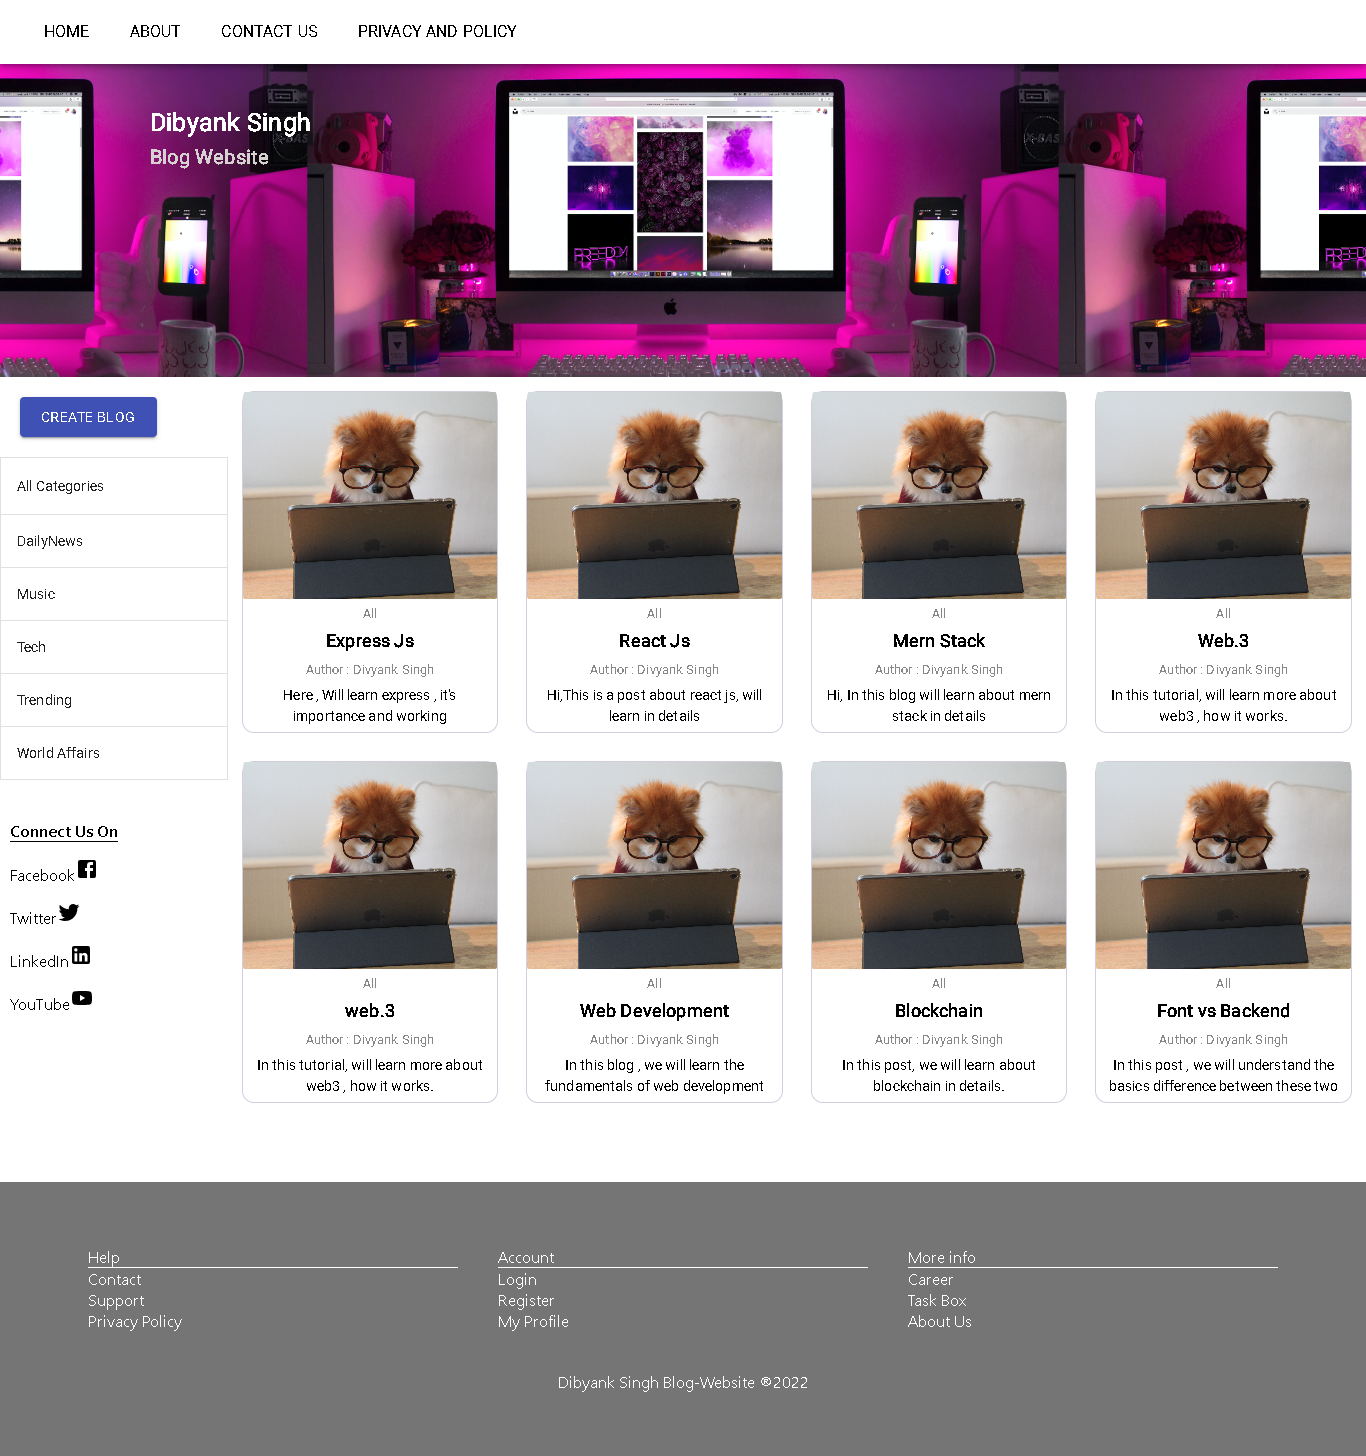 HOME ABOUT CONTACT US PRIVACY AND POLICY
Dibyank Singh
Blog Website
X-BAS
X-BAS
FREEDOM
FREEDOM
CREATE BLOG
All Categories
DailyNews
Music
Tech
Trending
World Affairs
Connect Us On
Facebook
Twitter
LinkedIn
YouTube
All
Express Js
Author : Divyank Singh
Here , Will learn express , it's
importance and working
All
React Js
Author : Divyank Singh
Hi,This is a post about react js, will
learn in details
All
Mern Stack
Author : Divyank Singh
Hi, In this blog will learn about mern
stack in details
All
Web.3
Author : Divyank Singh
In this tutorial, will learn more about
web3 , how it works.
All
web.3
Author : Divyank Singh
In this tutorial, will learn more about
web3 , how it works.
All
Web Development
Author : Divyank Singh
In this blog , we will learn the
fundamentals of web development
All
Blockchain
Author : Divyank Singh
In this post, we will learn about
blockchain in details.
All
Font vs Backend
Author : Divyank Singh
In this post , we will understand the
basics difference between these two
Help
Contact
Support
Privacy Policy
Account
Login
Register
My Profile
More info
Career
Task Box
About Us
Dibyank Singh Blog-Website ®2022